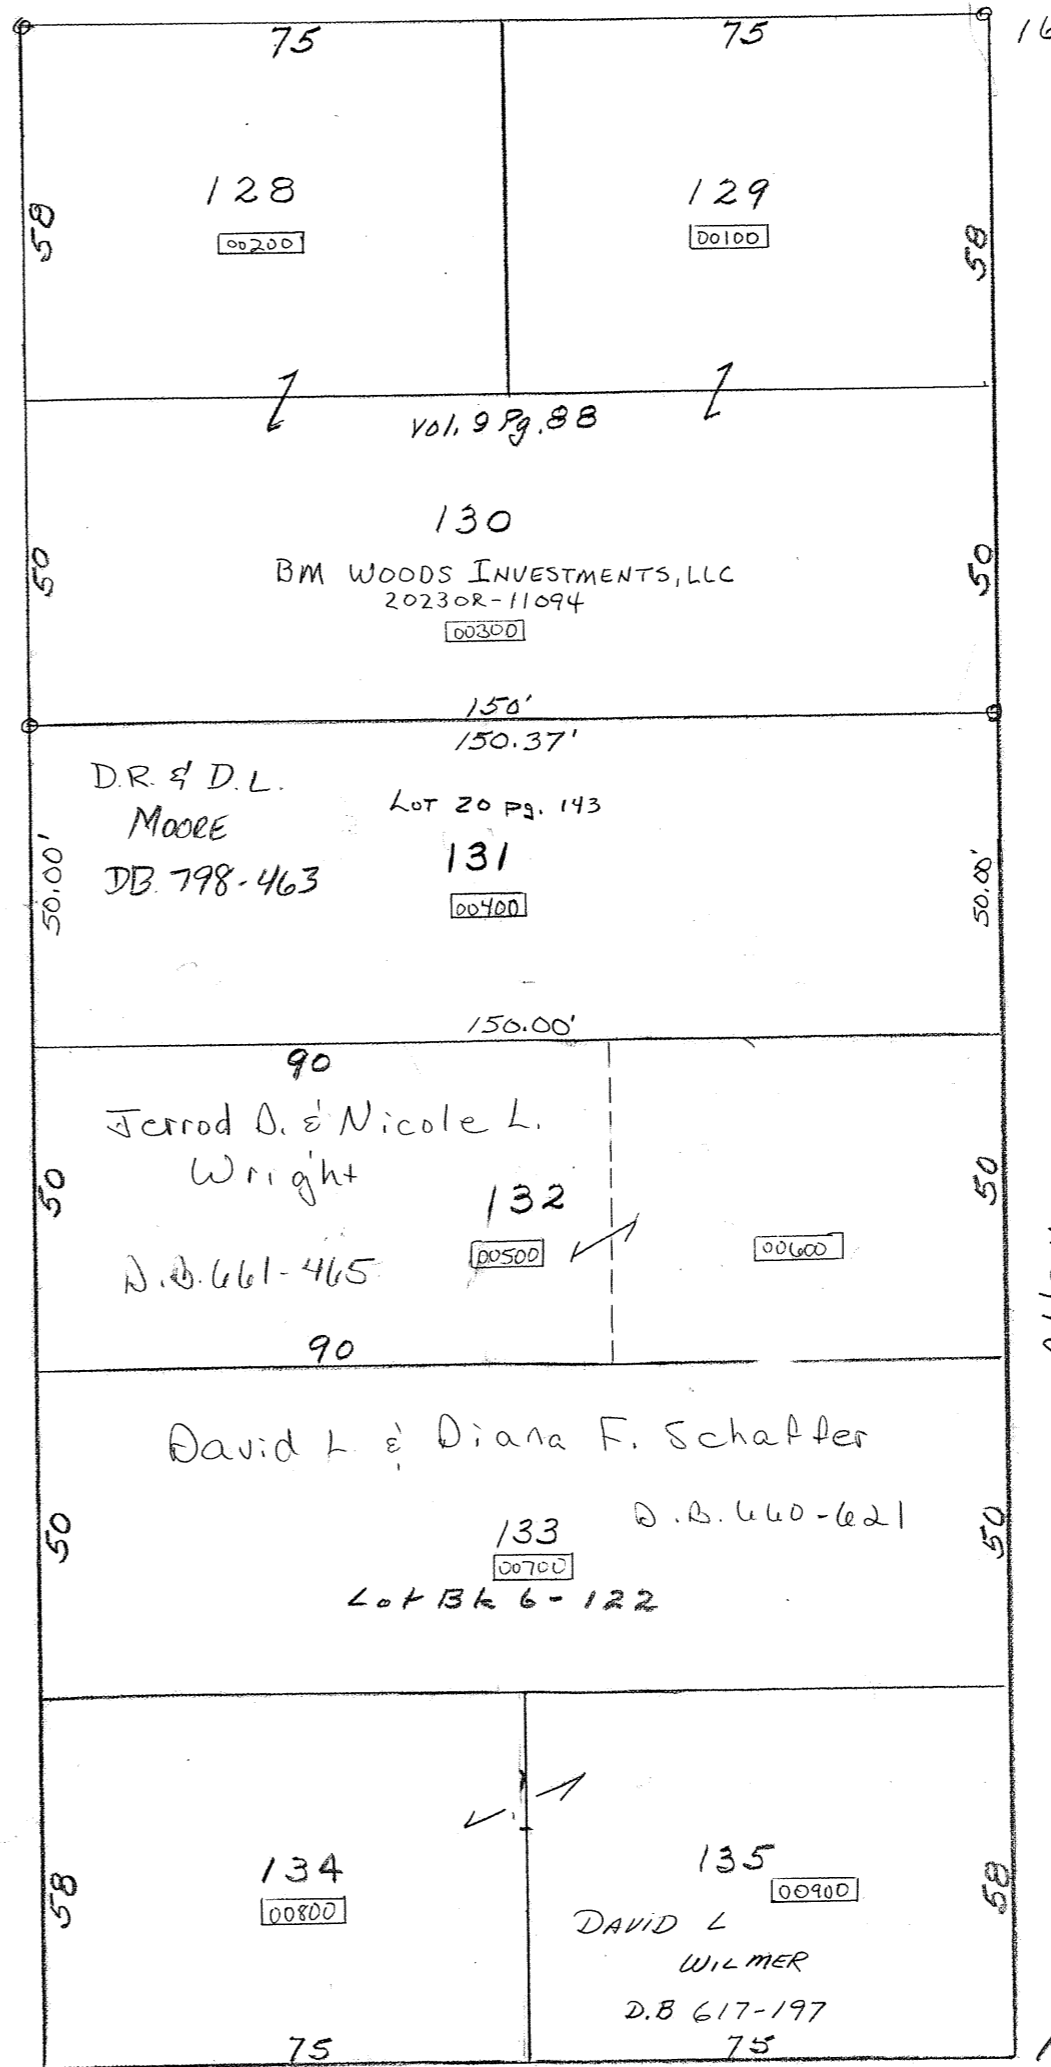 75
75
128
00200
129
00100
58
58
Vol. 9 Pg. 88
130
BM WOODS INVESTMENTS, LLC
2023OR-11094
00300
50
50
150'
150.37'
D.R. & D.L.
MOORE
DB. 798-463
LOT 20 pg. 143
131
00400
50.00'
50.00'
150.00'
90
Jerrod D. & Nicole L.
Wright
132
00500
00600
D.B. 661-465
50
50
90
David L & Diana F. Schaffer
D.B. 660-621
133
00700
Lot Bk 6-122
50
50
134
00800
135
00900
DAVID L
WILMER
D.B 617-197
58
58
75
75